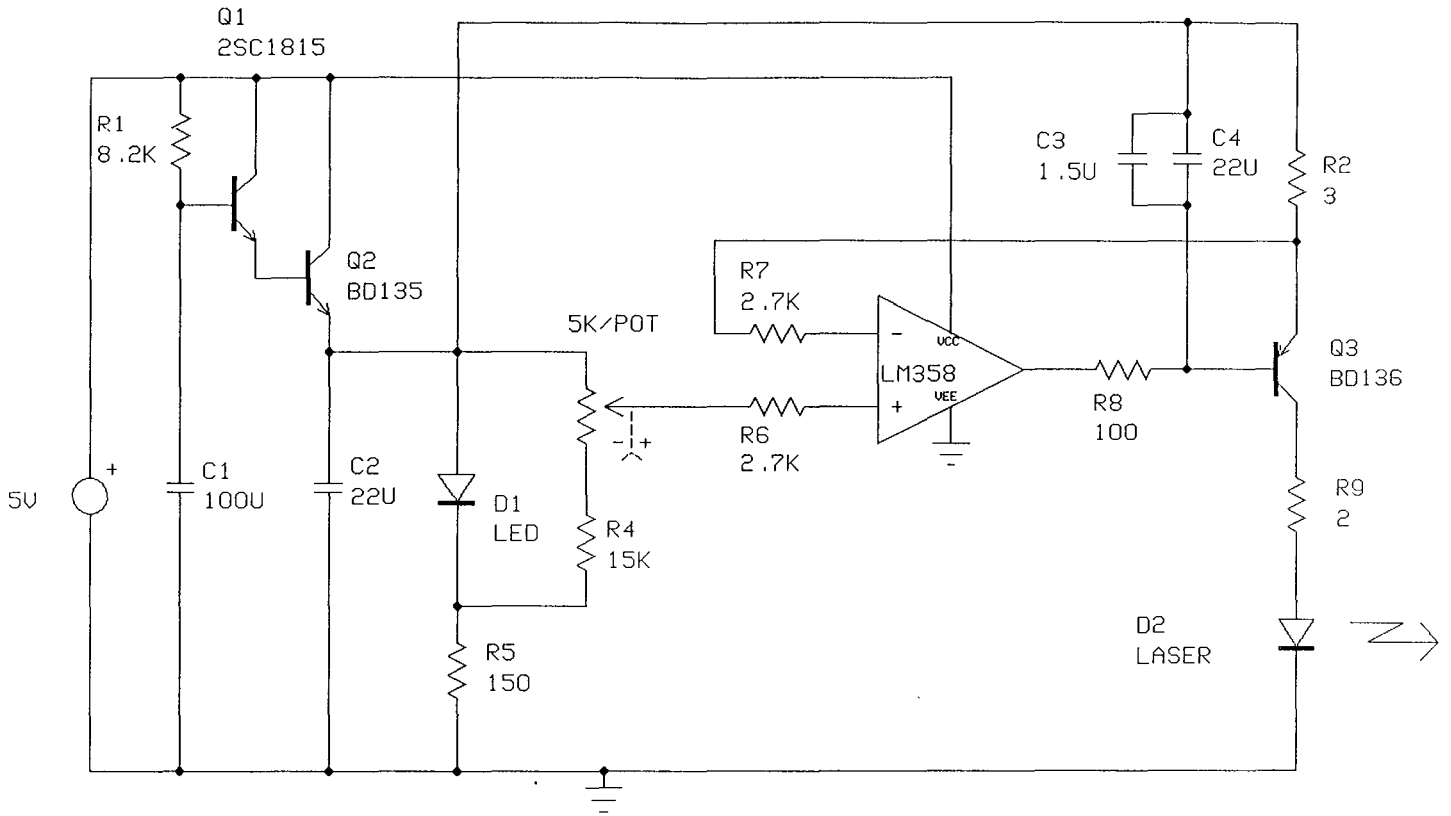 Q1
2SC1815
R1
8.2K
C3
1.5U
C4
22U
R2
3
Q2
BD135
R7
2.7K
5K/POT
-
VCC
LM358
VEE
+
Q3
BD136
R8
100
- +
R6
2.7K
+
5V
C1
100U
C2
22U
D1
LED
R4
15K
R9
2
D2
LASER
R5
150